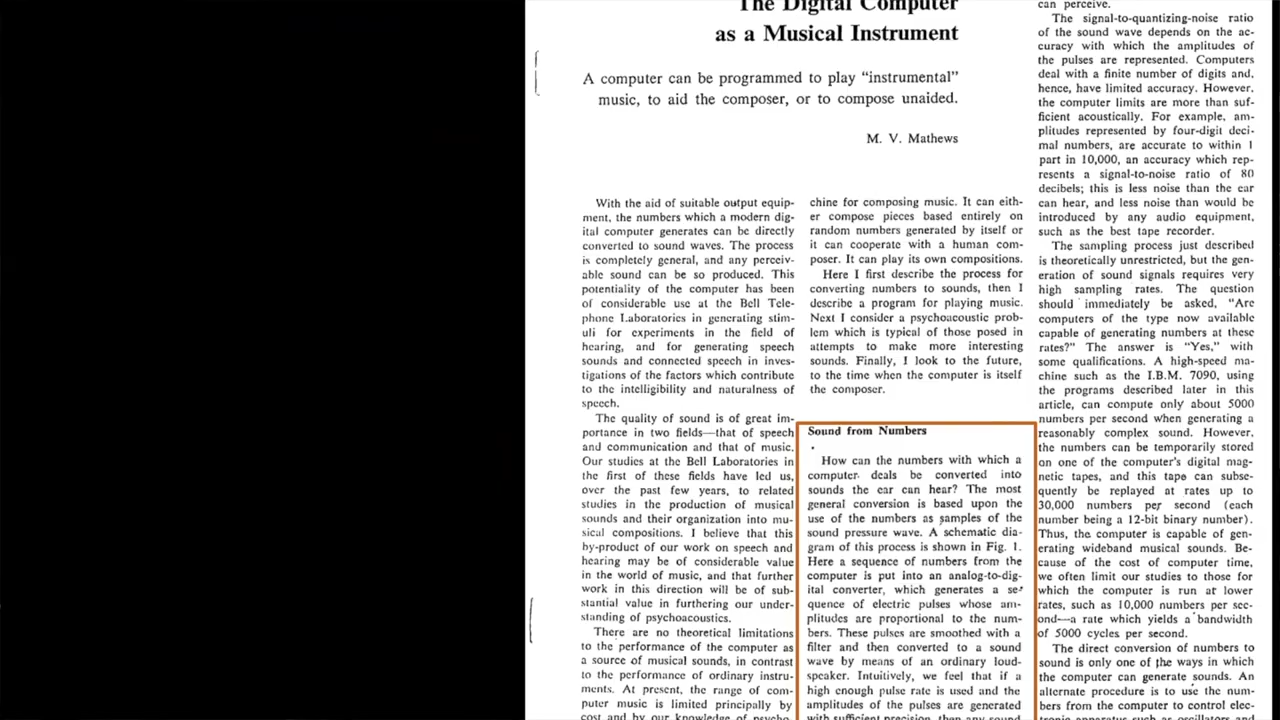 The Digital Computer
as a Musical Instrument
A computer can be programmed to play “instrumental”
music, to aid the composer, or to compose unaided.
M. V. Mathews
With the aid of suitable output equip-
ment, the numbers which a modern dig-
ital computer generates can be directly
converted to sound waves. The process
is completely general, and any perceiv-
able sound can be so produced. This
potentiality of the computer has been
of considerable use at the Bell Tele-
phone Laboratories in generating stim-
uli for experiments in the field of
hearing, and for generating speech
sounds and connected speech in inves-
tigations of the factors which contribute
to the intelligibility and naturalness of
speech.
The quality of sound is of great im-
portance in two fields—that of speech
and communication and that of music.
Our studies at the Bell Laboratories in
the first of these fields have led us,
over the past few years, to related
studies in the production of musical
sounds and their organization into mu-
sical compositions. I believe that this
by-product of our work on speech and
hearing may be of considerable value
in the world of music, and that further
work in this direction will be of sub-
stantial value in furthering our under-
standing of psychoacoustics.
There are no theoretical limitations
to the performance of the computer as
a source of musical sounds, in contrast
to the performance of ordinary instru-
ments. At present, the range of com-
puter music is limited principally by
cost and by our knowledge of psycho-
chine for composing music. It can eith-
er compose pieces based entirely on
random numbers generated by itself or
it can cooperate with a human com-
poser. It can play its own compositions.
Here I first describe the process for
converting numbers to sounds, then I
describe a program for playing music.
Next I consider a psychoacoustic prob-
lem which is typical of those posed in
attempts to make more interesting
sounds. Finally, I look to the future,
to the time when the computer is itself
the composer.
Sound from Numbers
How can the numbers with which a
computer deals be converted into
sounds the ear can hear? The most
general conversion is based upon the
use of the numbers as samples of the
sound pressure wave. A schematic dia-
gram of this process is shown in Fig. 1.
Here a sequence of numbers from the
computer is put into an analog-to-dig-
ital converter, which generates a se-
quence of electric pulses whose am-
plitudes are proportional to the num-
bers. These pulses are smoothed with a
filter and then converted to a sound
wave by means of an ordinary loud-
speaker. Intuitively, we feel that if a
high enough pulse rate is used and the
amplitudes of the pulses are generated
with sufficient precision, then any sound
can perceive.
The signal-to-quantizing-noise ratio
of the sound wave depends on the ac-
curacy with which the amplitudes of
the pulses are represented. Computers
deal with a finite number of digits and,
hence, have limited accuracy. However,
the computer limits are more than suf-
ficient acoustically. For example, am-
plitudes represented by four-digit deci-
mal numbers, are accurate to within 1
part in 10,000, an accuracy which rep-
resents a signal-to-noise ratio of 80
decibels; this is less noise than the ear
can hear, and less noise than would be
introduced by any audio equipment,
such as the best tape recorder.
The sampling process just described
is theoretically unrestricted, but the gen-
eration of sound signals requires very
high sampling rates. The question
should immediately be asked, “Are
computers of the type now available
capable of generating numbers at these
rates?” The answer is “Yes,” with
some qualifications. A high-speed ma-
chine such as the I.B.M. 7090, using
the programs described later in this
article, can compute only about 5000
numbers per second when generating a
reasonably complex sound. However,
the numbers can be temporarily stored
on one of the computer's digital mag-
netic tapes, and this tape can subse-
quently be replayed at rates up to
30,000 numbers per second (each
number being a 12-bit binary number).
Thus, the computer is capable of gen-
erating wideband musical sounds. Be-
cause of the cost of computer time,
we often limit our studies to those for
which the computer is run at lower
rates, such as 10,000 numbers per sec-
ond—a rate which yields a bandwidth
of 5000 cycles per second.
The direct conversion of numbers to
sound is only one of the ways in which
the computer can generate sounds. An
alternate procedure is to use the num-
bers from the computer to control elec-
tronic apparatus such as oscillators and